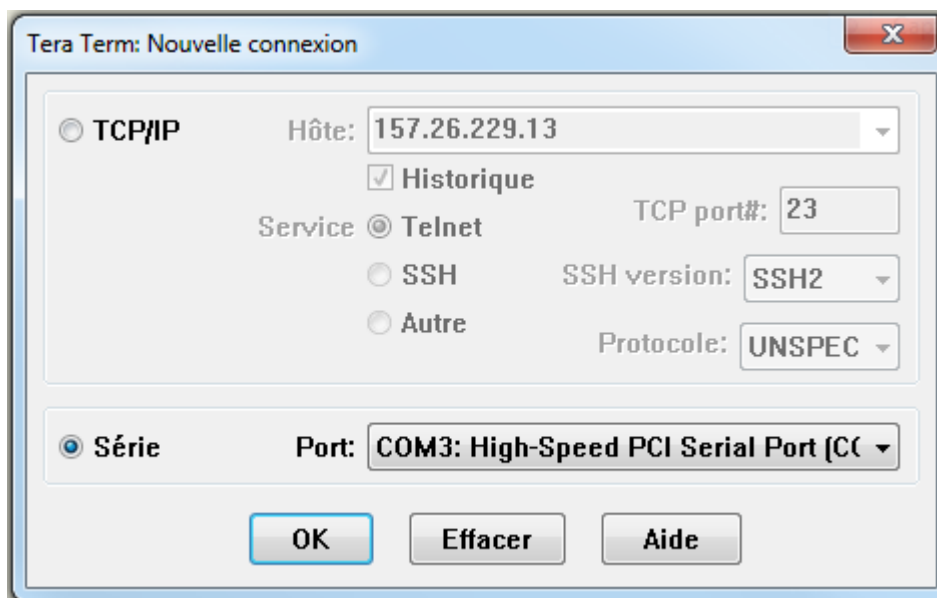 Tera Term: Nouvelle connexion
TCP/IP Hôte: 157.26.229.13
Historique
Service Telnet TCP port#: 23
SSH SSH version: SSH2
Autre Protocole: UNSPEC
Série Port: COM3: High-Speed PCI Serial Port (CO
OK Effacer Aide